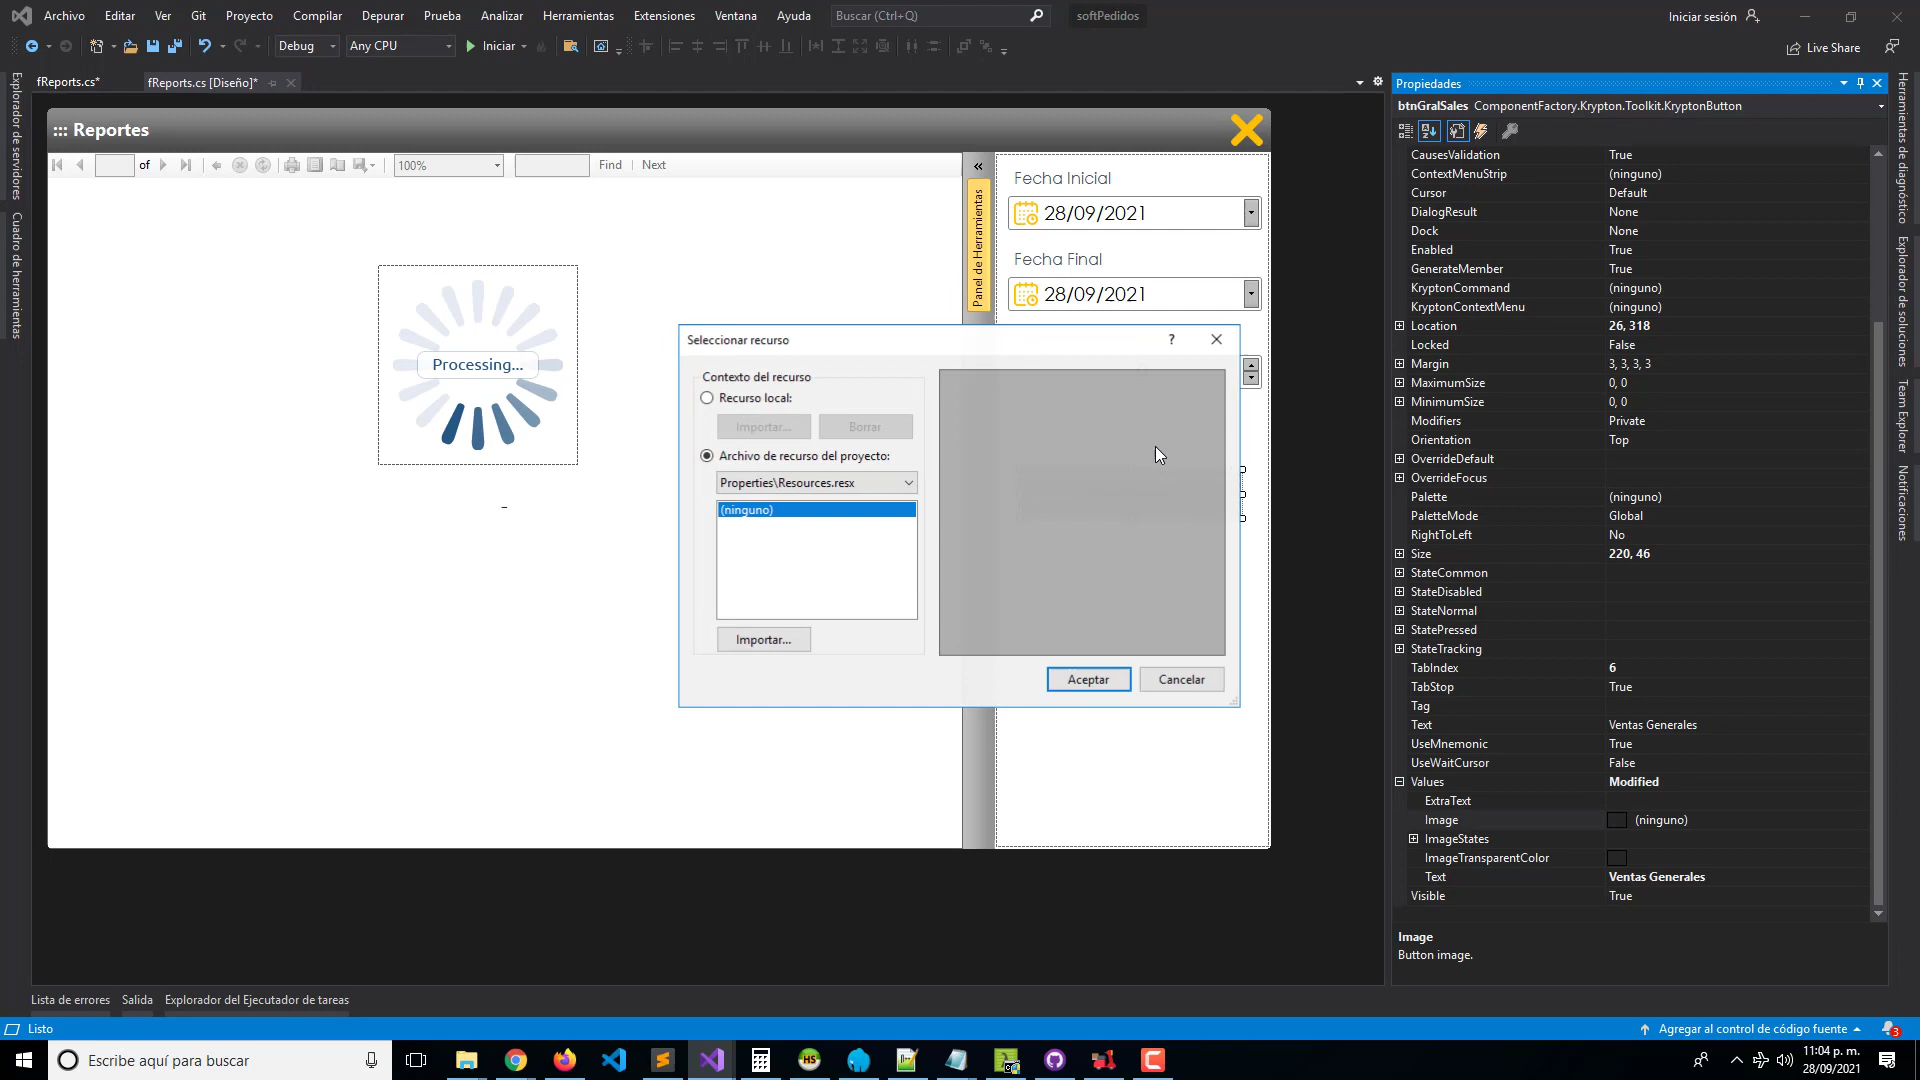 Archivo Editar Ver Git Proyecto Compilar Depurar Prueba Analizar Herramientas Extensiones Ventana Ayuda Buscar (Ctrl+Q) softPedidos Iniciar sesión
Debug Any CPU Iniciar Live Share
fReports.cs* fReports.cs [Diseño]*
Explorador de servidores
Cuadro de herramientas
::: Reportes
of 100% Find Next
Processing...
Panel de Herramientas
Fecha Inicial
28/09/2021
Fecha Final
28/09/2021
Seleccionar recurso ?
Contexto del recurso
Recurso local:
Importar... Borrar
Archivo de recurso del proyecto:
Properties\Resources.resx
(ninguno)
Importar...
Aceptar Cancelar
Propiedades
btnGralSales ComponentFactory.Krypton.Toolkit.KryptonButton
CausesValidation True
ContextMenuStrip (ninguno)
Cursor Default
DialogResult None
Dock None
Enabled True
GenerateMember True
KryptonCommand (ninguno)
KryptonContextMenu (ninguno)
Location 26, 318
Locked False
Margin 3, 3, 3, 3
MaximumSize 0, 0
MinimumSize 0, 0
Modifiers Private
Orientation Top
OverrideDefault
OverrideFocus
Palette (ninguno)
PaletteMode Global
RightToLeft No
Size 220, 46
StateCommon
StateDisabled
StateNormal
StatePressed
StateTracking
TabIndex 6
TabStop True
Tag
Text Ventas Generales
UseMnemonic True
UseWaitCursor False
Values Modified
ExtraText
Image (ninguno)
ImageStates
ImageTransparentColor
Text Ventas Generales
Visible True
Image
Button image.
Herramientas de diagnóstico
Explorador de soluciones
Team Explorer
Notificaciones
Lista de errores Salida Explorador del Ejecutador de tareas
Listo Agregar al control de código fuente 3
Escribe aquí para buscar HS 11:04 p. m.
28/09/2021